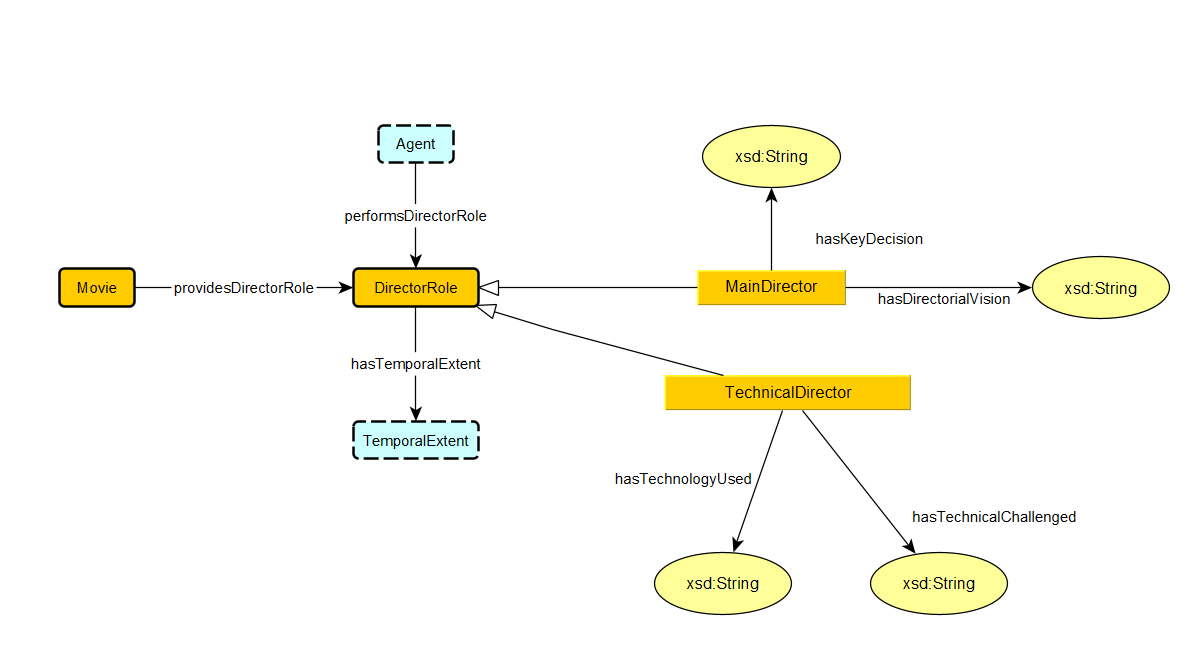 Agent
xsd:String
performsDirectorRole
hasKeyDecision
Movie
providesDirectorRole
DirectorRole
MainDirector
hasDirectorialVision
xsd:String
hasTemporalExtent
TechnicalDirector
TemporalExtent
hasTechnologyUsed
hasTechnicalChallenged
xsd:String
xsd:String